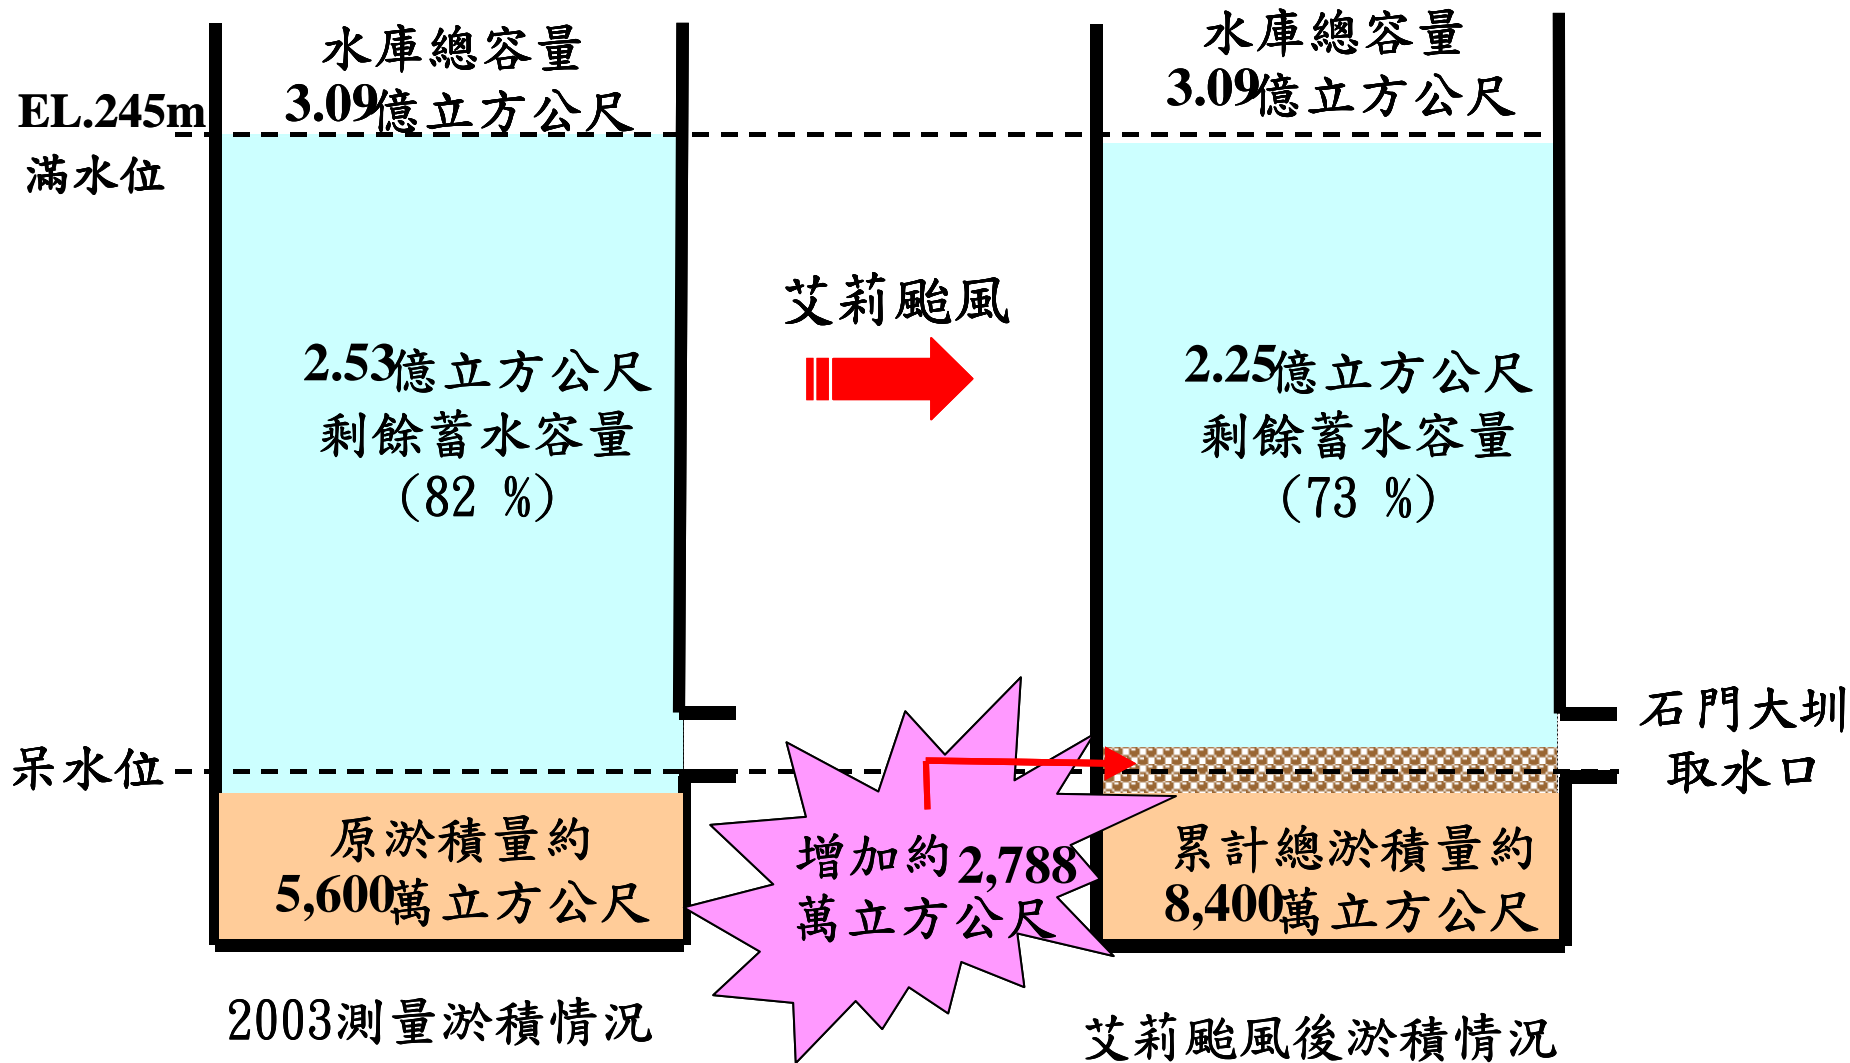 水庫總容量
3.09億立方公尺
EL.245m
滿水位
2.53億立方公尺
剩餘蓄水容量
(82 %)
呆水位
原淤積量約
5,600萬立方公尺
2003測量淤積情況
艾莉颱風
增加約2,788
萬立方公尺
水庫總容量
3.09億立方公尺
2.25億立方公尺
剩餘蓄水容量
(73 %)
石門大圳
取水口
累計總淤積量約
8,400萬立方公尺
艾莉颱風後淤積情況